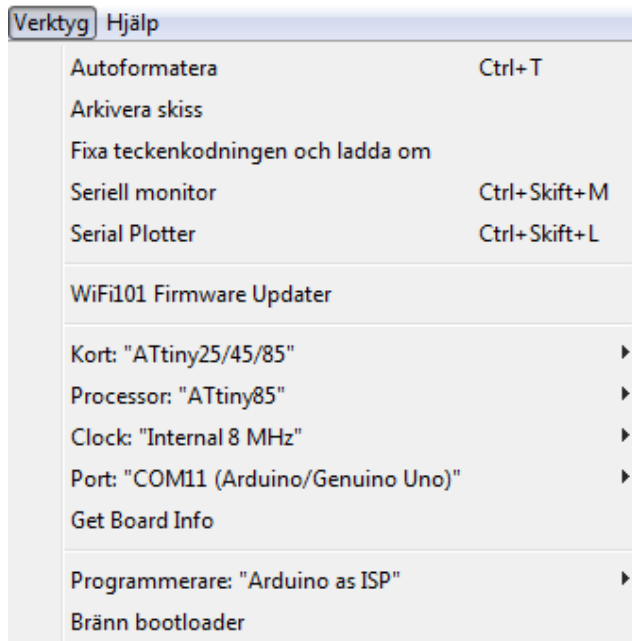 Verktyg Hjälp
Autoformatera Ctrl+T
Arkivera skiss
Fixa teckenkodningen och ladda om
Seriell monitor Ctrl+Skift+M
Serial Plotter Ctrl+Skift+L
WiFi101 Firmware Updater
Kort: "ATtiny25/45/85"
Processor: "ATtiny85"
Clock: "Internal 8 MHz"
Port: "COM11 (Arduino/Genuino Uno)"
Get Board Info
Programmerare: "Arduino as ISP"
Bränn bootloader